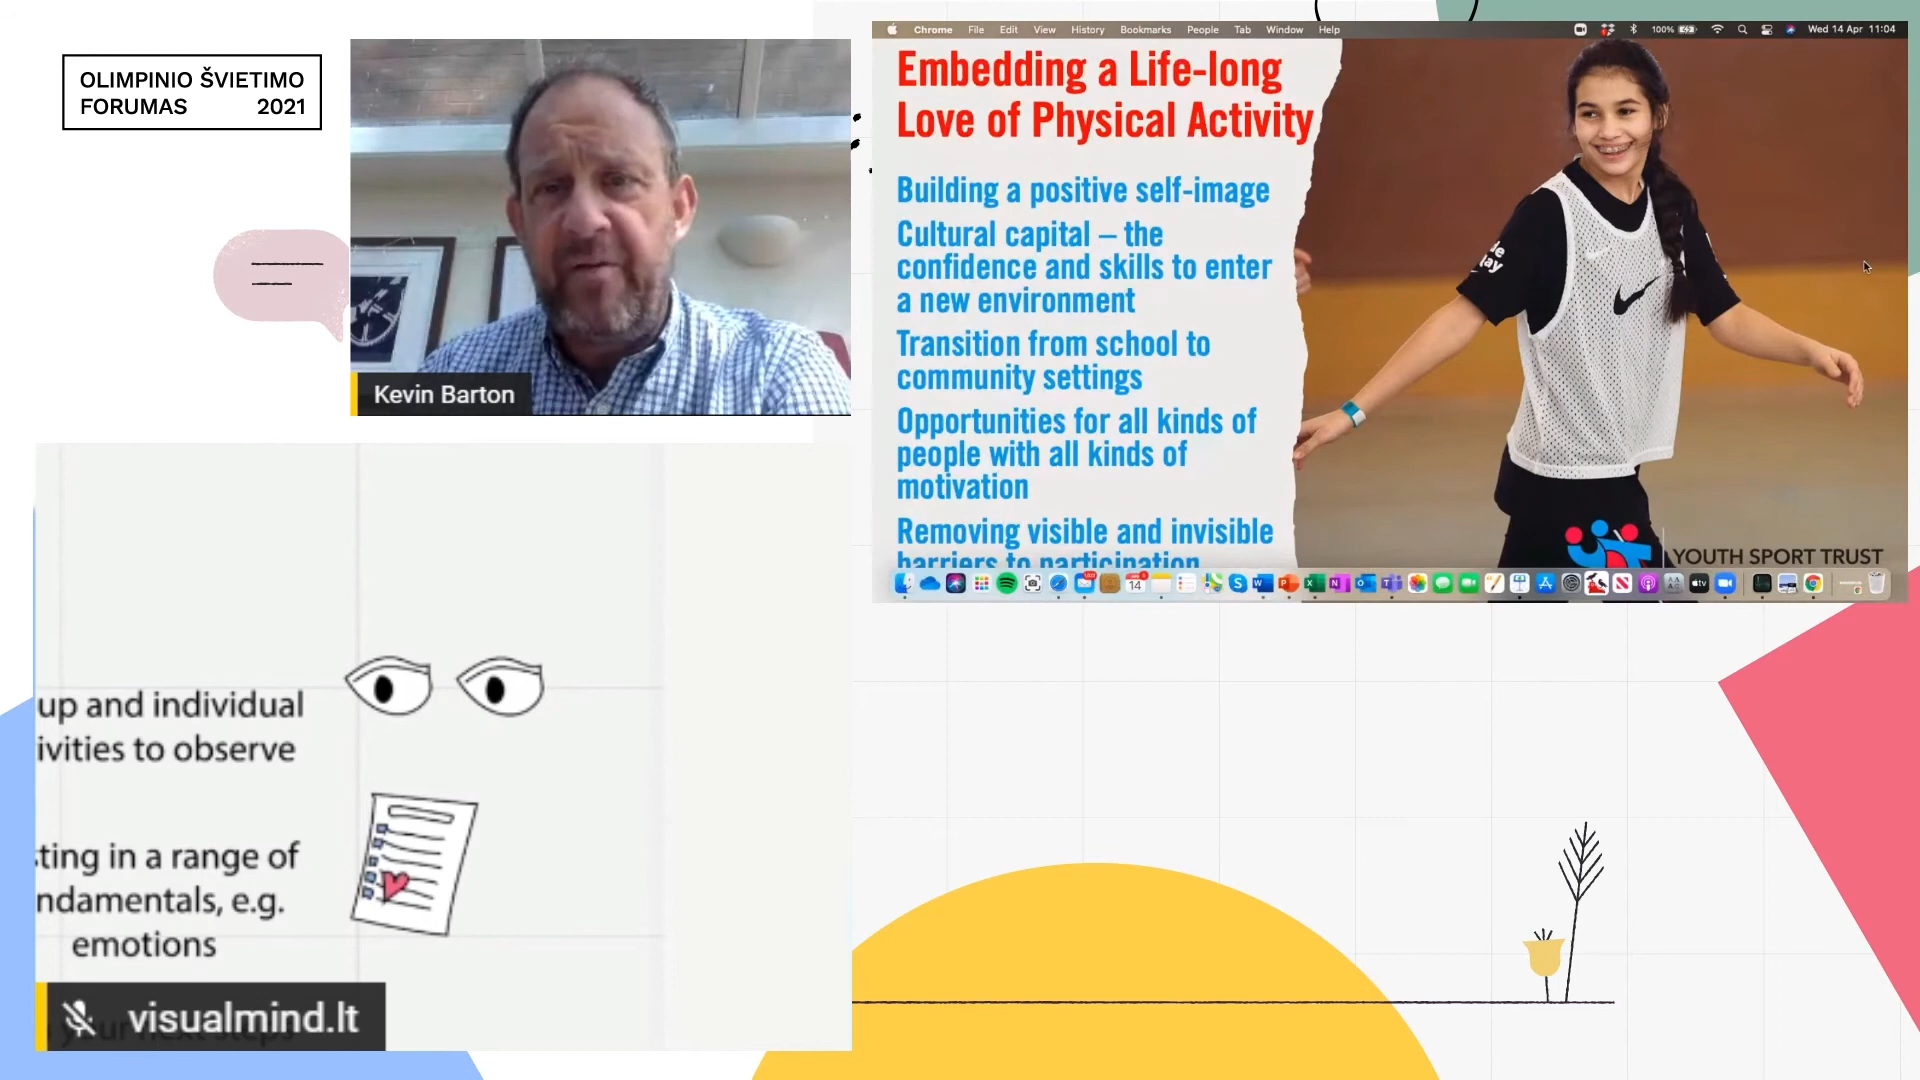 OLIMPINIO ŠVIETIMO
FORUMAS 2021
Kevin Barton
Chrome File Edit View History Bookmarks People Tab Window Help 100% Wed 14 Apr 11:04
Embedding a Life-long
Love of Physical Activity
Building a positive self-image
Cultural capital – the
confidence and skills to enter
a new environment
Transition from school to
community settings
Opportunities for all kinds of
people with all kinds of
motivation
Removing visible and invisible
barriers to participation
YOUTH SPORT TRUST
up and individual
ivities to observe
sting in a range of
ndamentals, e.g.
emotions
visualmind.lt